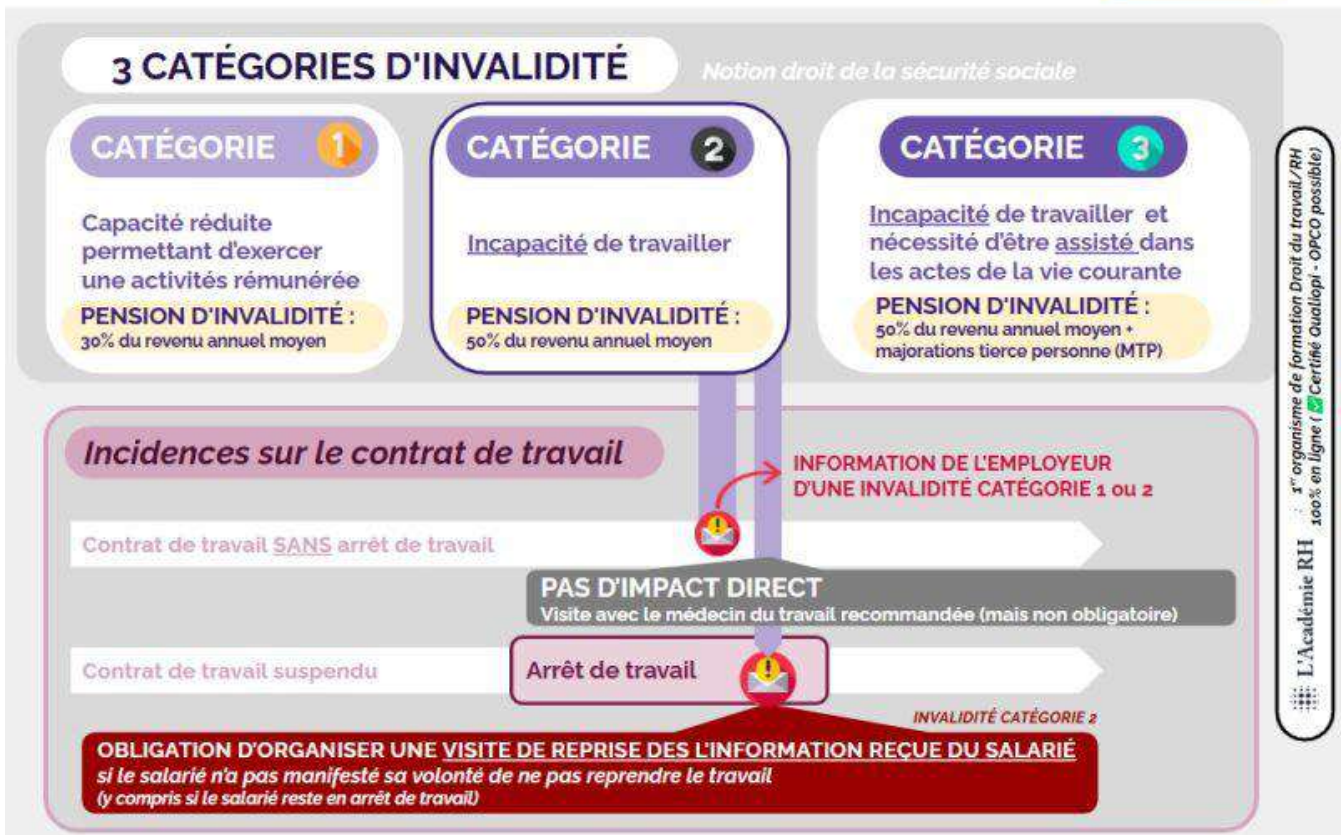 3 CATÉGORIES D'INVALIDITÉ
Notion droit de la sécurité sociale
CATÉGORIE 1
Capacité réduite
permettant d'exercer
une activités rémunérée
PENSION D'INVALIDITÉ :
30% du revenu annuel moyen
CATÉGORIE 2
Incapacité de travailler
PENSION D'INVALIDITÉ :
50% du revenu annuel moyen
CATÉGORIE 3
Incapacité de travailler et
nécessité d'être assisté dans
les actes de la vie courante
PENSION D'INVALIDITÉ :
50% du revenu annuel moyen +
majorations tierce personne (MTP)
Incidences sur le contrat de travail
INFORMATION DE L'EMPLOYEUR
D'UNE INVALIDITÉ CATÉGORIE 1 ou 2
Contrat de travail SANS arrêt de travail
PAS D'IMPACT DIRECT
Visite avec le médecin du travail recommandée (mais non obligatoire)
Contrat de travail suspendu
Arrêt de travail
INVALIDITÉ CATÉGORIE 2
OBLIGATION D'ORGANISER UNE VISITE DE REPRISE DES L'INFORMATION REÇUE DU SALARIÉ
si le salarié n'a pas manifesté sa volonté de ne pas reprendre le travail
(y compris si le salarié reste en arrêt de travail)
L'Académie RH :
1er organisme de formation Droit du travail/RH
100% en ligne ( ✅ Certifié Qualiopi - OPCO possible)